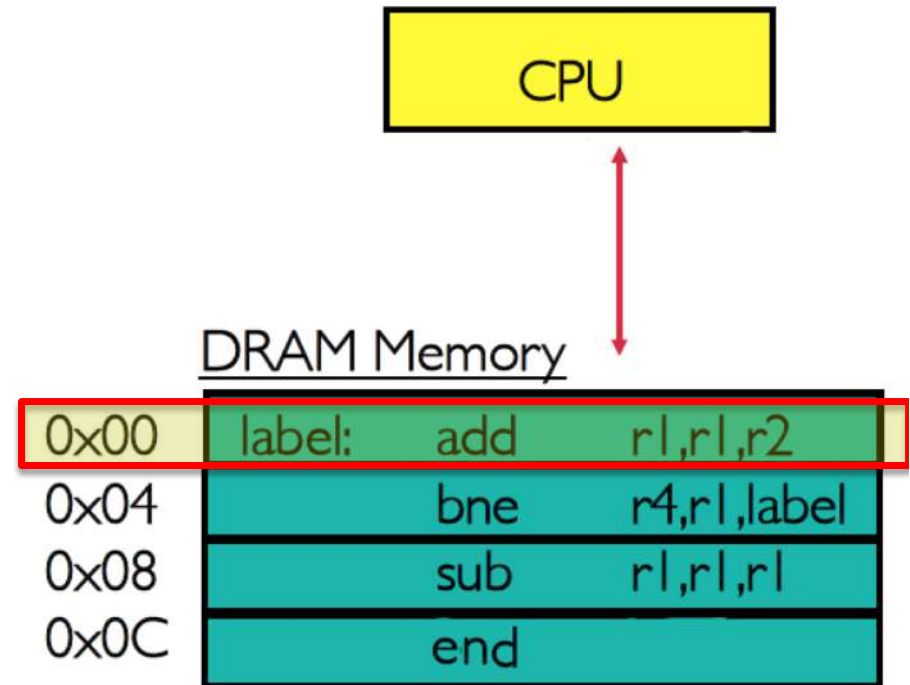 CPU
DRAM Memory
0x00 label: add r1,r1,r2
0x04 bne r4,r1,label
0x08 sub r1,r1,r1
0x0C end